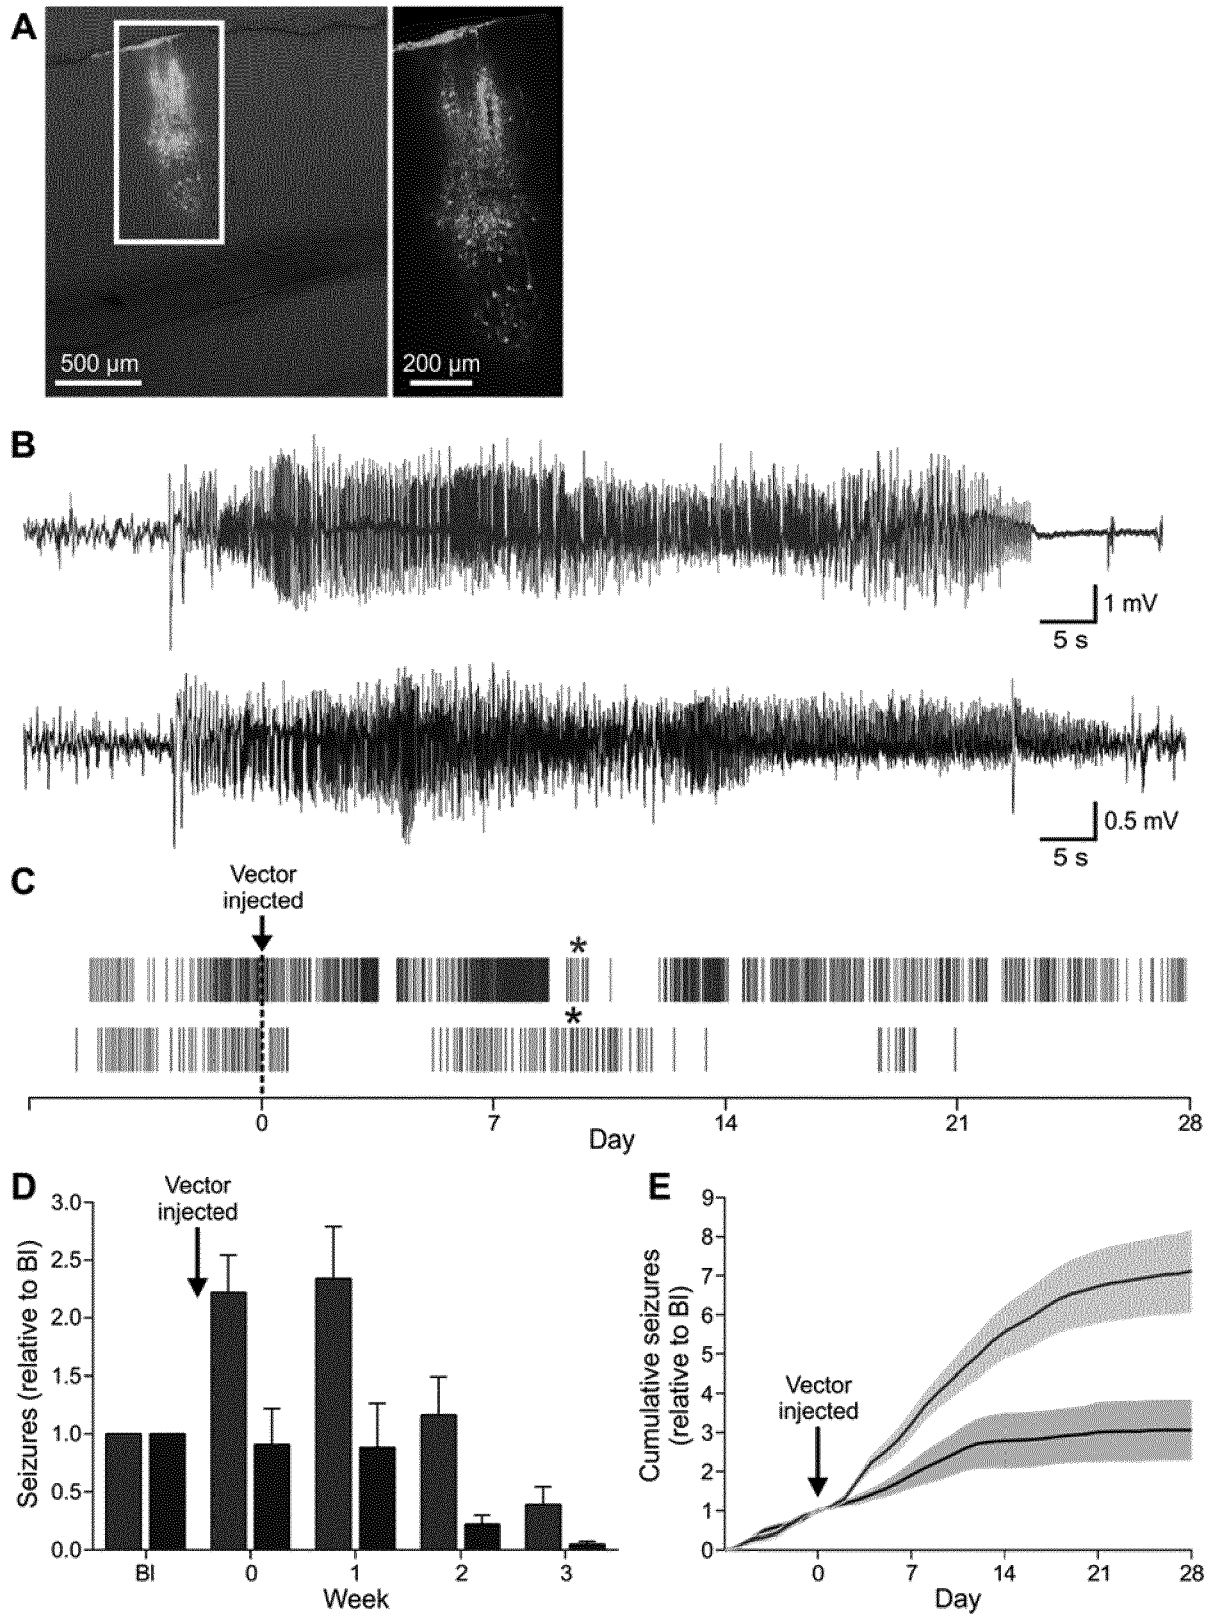 A
500 µm
200 µm
B
1 mV
5 s
0.5 mV
5 s
C
Vector
injected
*
*
0 7 14 21 28
Day
D
Vector
injected
Seizures (relative to BI)
3.0
2.5
2.0
1.5
1.0
0.5
0.0
BI 0 1 2 3
Week
E
Cumulative seizures
(relative to BI)
9
8
7
6
5
4
3
2
1
0
Vector
injected
0 7 14 21 28
Day